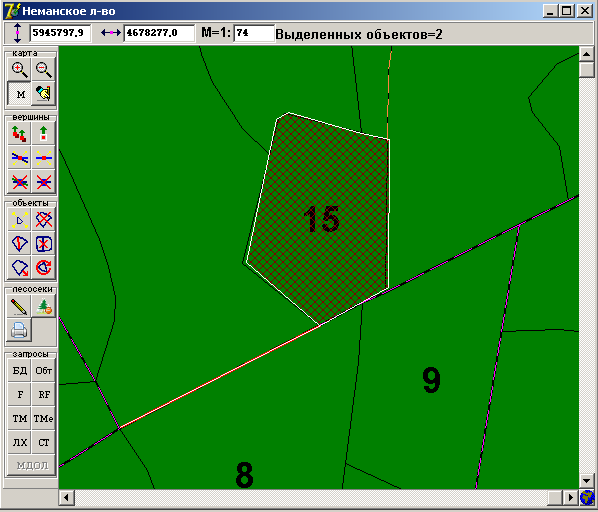 Неманское л-во
5945797,9 4678277,0 М=1: 74 Выделенных объектов=2
карта
М
вершины
объекты
лесосеки
запросы
БД Обт
F RF
ТМ ТМе
ЛХ СТ
МДОЛ
15
9
8